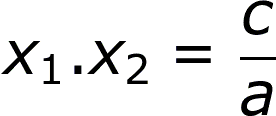 x₁.x₂ = c/a